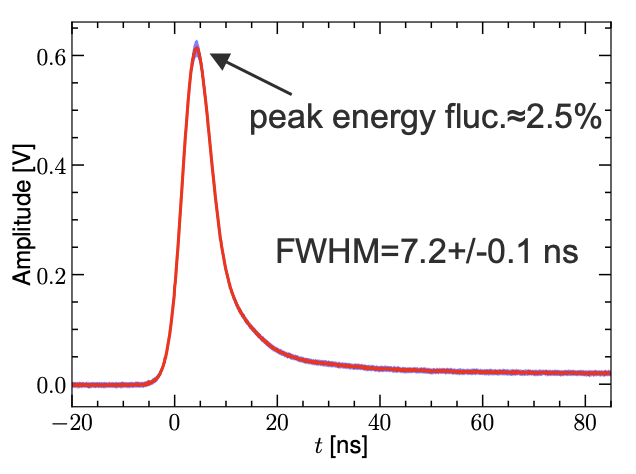 0.6
peak energy fluc.≈2.5%
0.4
Amplitude [V]
FWHM=7.2+/-0.1 ns
0.2
0.0
−20 0 20 40 60 80
t [ns]